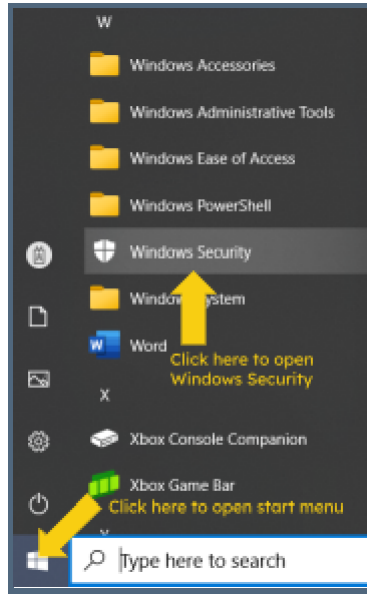 W
Windows Accessories
Windows Administrative Tools
Windows Ease of Access
Windows PowerShell
Windows Security
Windows System
Word
Click here to open
Windows Security
X
Xbox Console Companion
Xbox Game Bar
Click here to open start menu
Type here to search